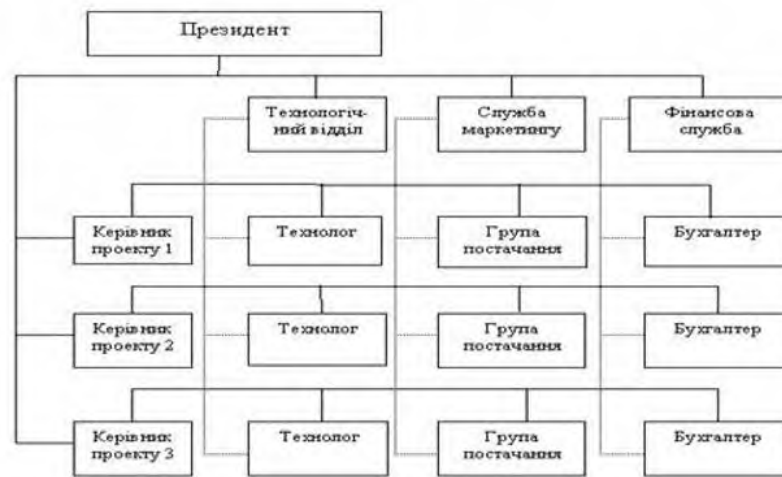 Президент
Технологіч-
ний відділ
Служба
маркетингу
Фінансова
служба
Керівник
проекту 1
Технолог
Група
постачання
Бухгалтер
Керівник
проекту 2
Технолог
Група
постачання
Бухгалтер
Керівник
проекту 3
Технолог
Група
постачання
Бухгалтер